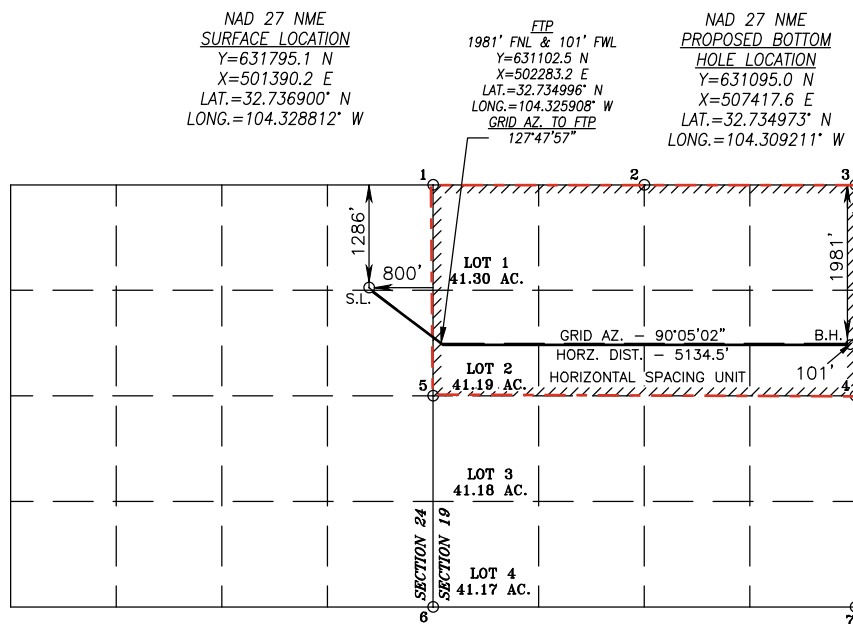 NAD 27 NME
SURFACE LOCATION
Y=631795.1 N
X=501390.2 E
LAT.=32.736900° N
LONG.=104.328812° W
FTP
1981' FNL & 101' FWL
Y=631102.5 N
X=502283.2 E
LAT.=32.734996° N
LONG.=104.325908° W
GRID AZ. TO FTP
127°47'57"
NAD 27 NME
PROPOSED BOTTOM
HOLE LOCATION
Y=631095.0 N
X=507417.6 E
LAT.=32.734973° N
LONG.=104.309211° W
1
2
3
1286'
800'
S.L.
LOT 1
41.30 AC.
1981'
GRID AZ. - 90°05'02"
B.H.
HORZ. DIST. - 5134.5'
HORIZONTAL SPACING UNIT
101'
LOT 2
41.19 AC.
5
4
LOT 3
41.18 AC.
SECTION 24
SECTION 19
LOT 4
41.17 AC.
6
7